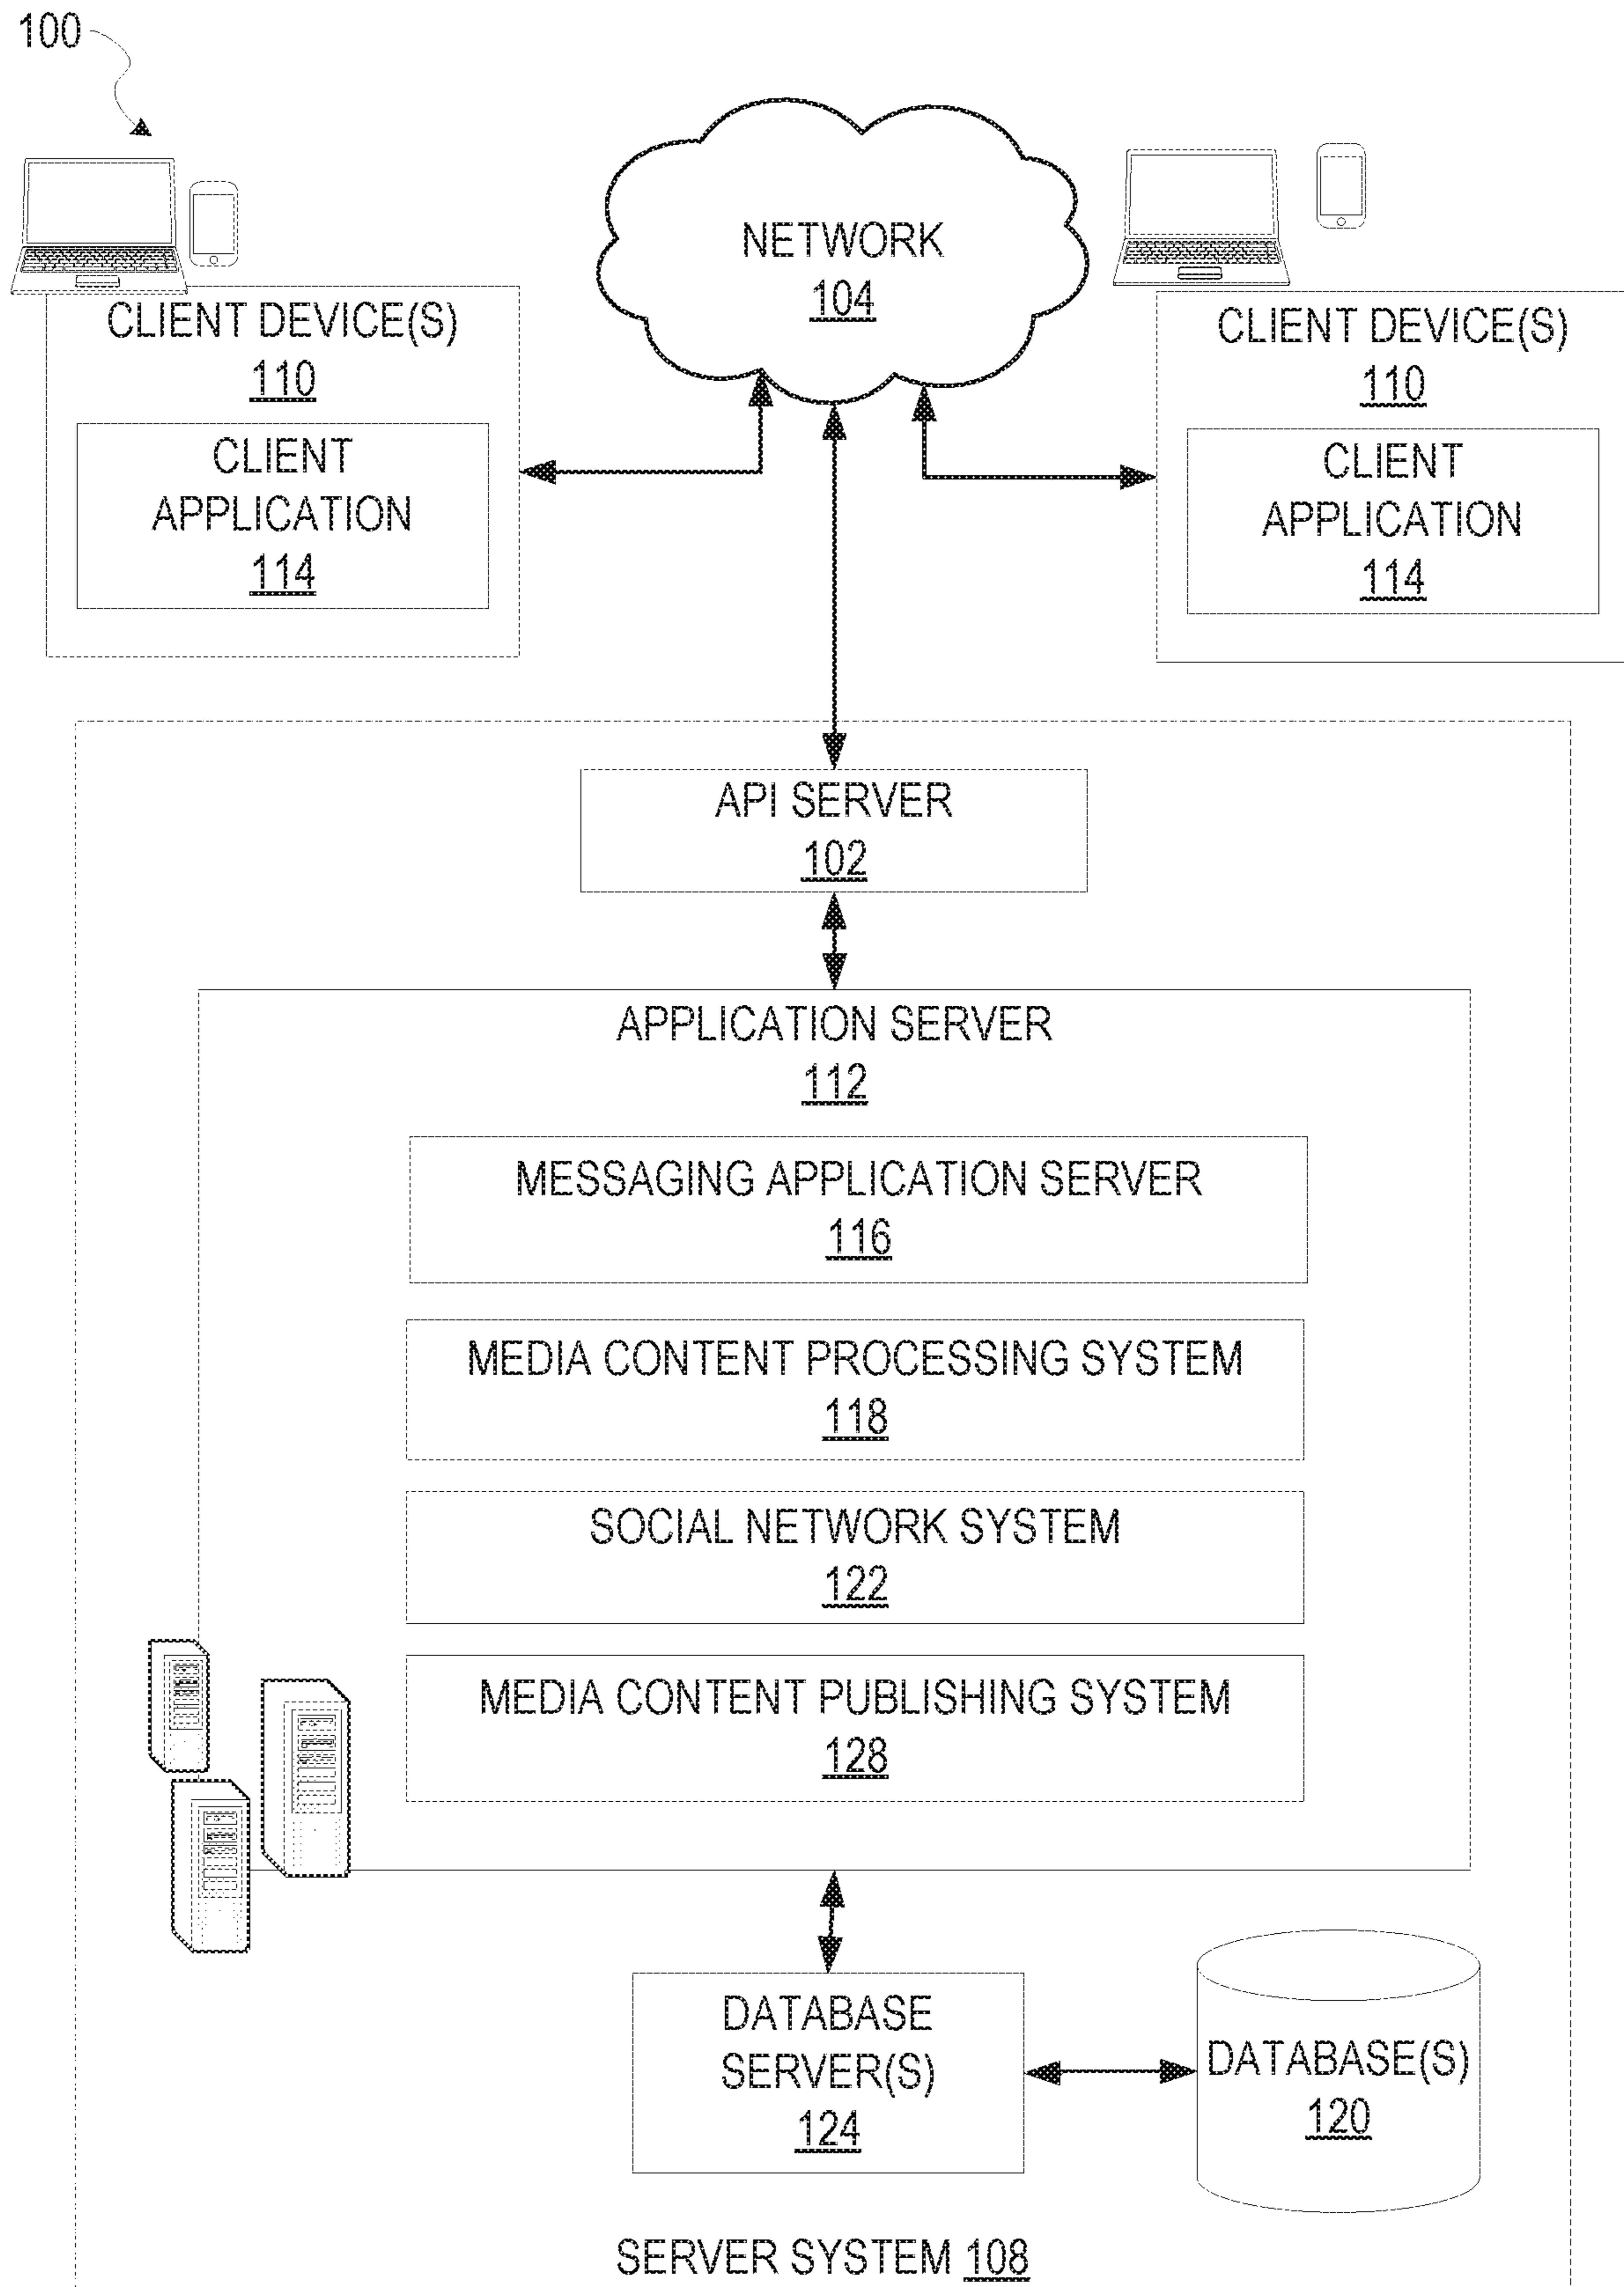 100
NETWORK
104
CLIENT DEVICE(S)
110
CLIENT
APPLICATION
114
CLIENT DEVICE(S)
110
CLIENT
APPLICATION
114
API SERVER
102
APPLICATION SERVER
112
MESSAGING APPLICATION SERVER
116
MEDIA CONTENT PROCESSING SYSTEM
118
SOCIAL NETWORK SYSTEM
122
MEDIA CONTENT PUBLISHING SYSTEM
128
DATABASE
SERVER(S)
124
DATABASE(S)
120
SERVER SYSTEM 108